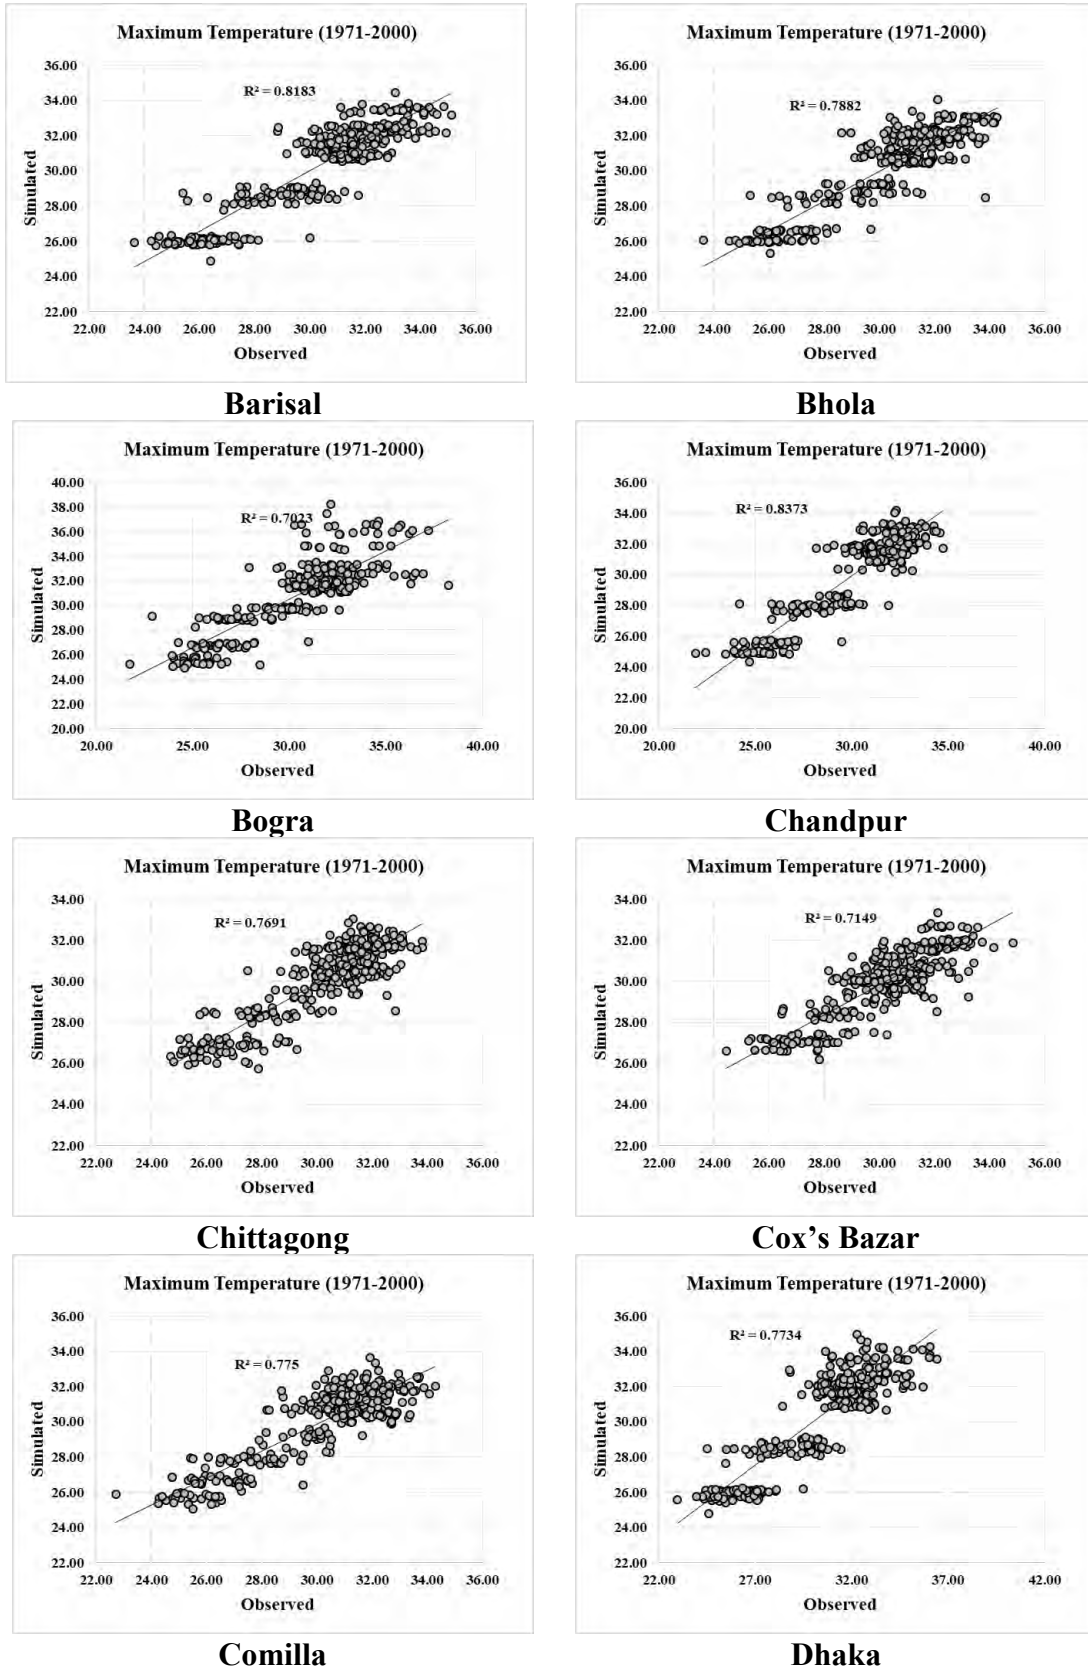 Maximum Temperature (1971-2000)
36.00
34.00
32.00
30.00
28.00
26.00
24.00
22.00
Simulated
R² = 0.8183
22.00 24.00 26.00 28.00 30.00 32.00 34.00 36.00
Observed
Barisal
Maximum Temperature (1971-2000)
36.00
34.00
32.00
30.00
28.00
26.00
24.00
22.00
Simulated
R² = 0.7882
22.00 24.00 26.00 28.00 30.00 32.00 34.00 36.00
Observed
Bhola
Maximum Temperature (1971-2000)
40.00
38.00
36.00
34.00
32.00
30.00
28.00
26.00
24.00
22.00
20.00
Simulated
R² = 0.7023
20.00 25.00 30.00 35.00 40.00
Observed
Bogra
Maximum Temperature (1971-2000)
36.00
34.00
32.00
30.00
28.00
26.00
24.00
22.00
20.00
Simulated
R² = 0.8373
20.00 25.00 30.00 35.00 40.00
Observed
Chandpur
Maximum Temperature (1971-2000)
34.00
32.00
30.00
28.00
26.00
24.00
22.00
Simulated
R² = 0.7691
22.00 24.00 26.00 28.00 30.00 32.00 34.00 36.00
Observed
Chittagong
Maximum Temperature (1971-2000)
34.00
32.00
30.00
28.00
26.00
24.00
22.00
Simulated
R² = 0.7149
22.00 24.00 26.00 28.00 30.00 32.00 34.00 36.00
Observed
Cox's Bazar
Maximum Temperature (1971-2000)
36.00
34.00
32.00
30.00
28.00
26.00
24.00
22.00
Simulated
R² = 0.775
22.00 24.00 26.00 28.00 30.00 32.00 34.00 36.00
Observed
Comilla
Maximum Temperature (1971-2000)
36.00
34.00
32.00
30.00
28.00
26.00
24.00
22.00
Simulated
R² = 0.7734
22.00 27.00 32.00 37.00 42.00
Observed
Dhaka